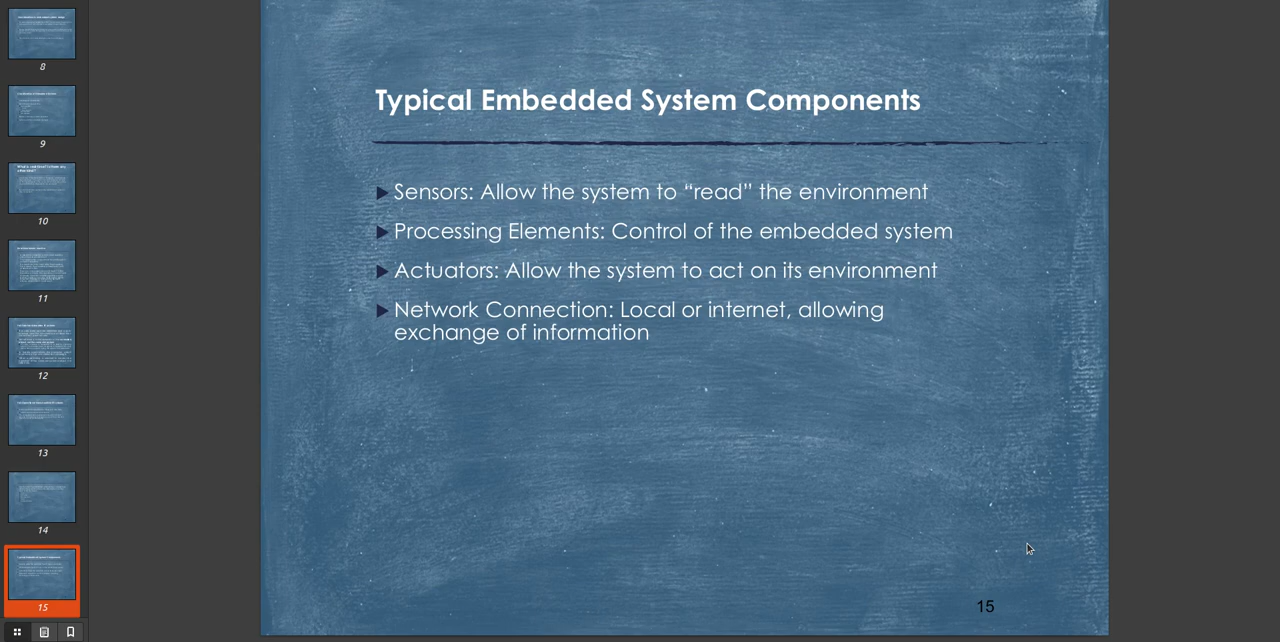 Typical Embedded System Components
Sensors: Allow the system to “read” the environment
Processing Elements: Control of the embedded system
Actuators: Allow the system to act on its environment
Network Connection: Local or internet, allowing
exchange of information
15
8
9
10
11
12
13
14
15